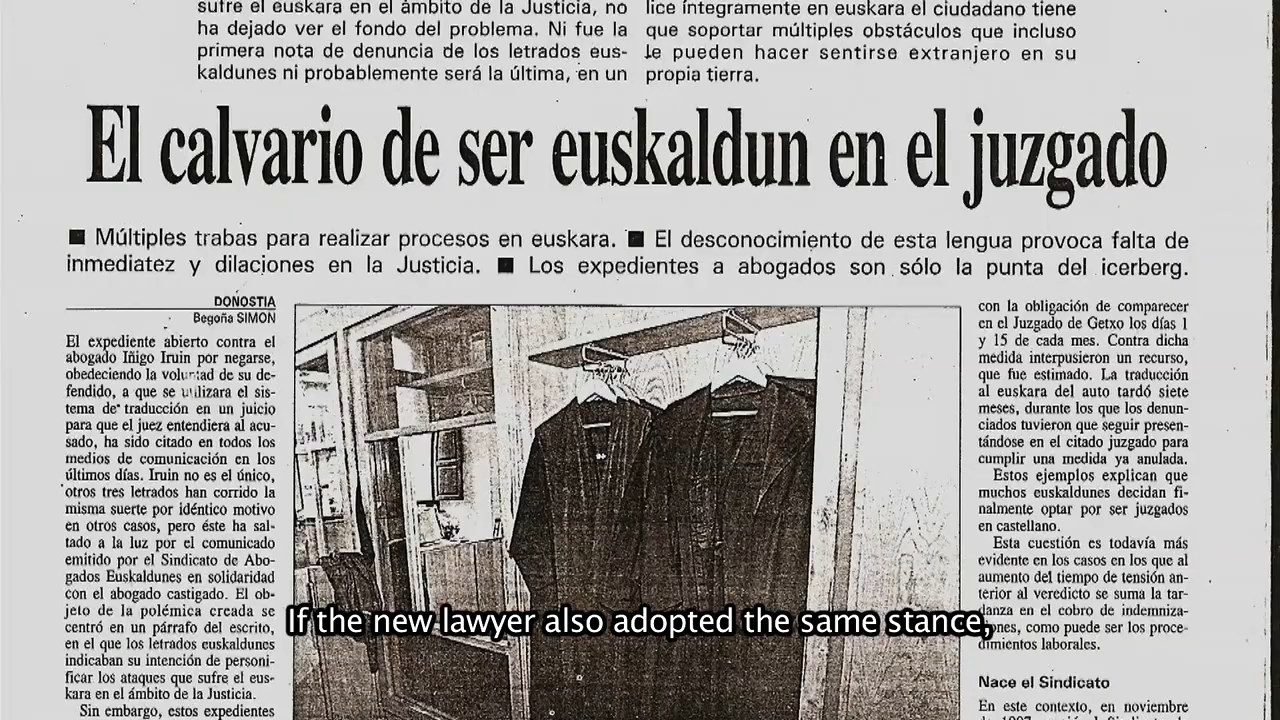 sufre el euskara en el ámbito de la Justicia, no
ha dejado ver el fondo del problema. Ni fue la
primera nota de denuncia de los letrados eus-
kaldunes ni probablemente será la última, en un
lice íntegramente en euskara el ciudadano tiene
que soportar múltiples obstáculos que incluso
le pueden hacer sentirse extranjero en su
propia tierra.
El calvario de ser euskaldun en el juzgado
■ Múltiples trabas para realizar procesos en euskara. ■ El desconocimiento de esta lengua provoca falta de
inmediatez y dilaciones en la Justicia. ■ Los expedientes a abogados son sólo la punta del icerberg.
DONOSTIA
Begoña SIMON
El expediente abierto contra el
abogado Iñigo Iruin por negarse,
obedeciendo la voluntad de su de-
fendido, a que se utilizara el sis-
tema de traducción en un juicio
para que el juez entendiera al acu-
sado, ha sido citado en todos los
medios de comunicación en los
últimos días. Iruin no es el único,
otros tres letrados han corrido la
misma suerte por idéntico motivo
en otros casos, pero éste ha sal-
tado a la luz por el comunicado
emitido por el Sindicato de Abo-
gados Euskaldunes en solidaridad
con el abogado castigado. El ob-
jeto de la polémica creada se
centró en un párrafo del escrito,
en el que los letrados euskaldunes
indicaban su intención de personi-
ficar los ataques que sufre el eus-
kara en el ámbito de la Justicia.
Sin embargo, estos expedientes
con la obligación de comparecer
en el Juzgado de Getxo los días 1
y 15 de cada mes. Contra dicha
medida interpusieron un recurso,
que fue estimado. La traducción
al euskara del auto tardó siete
meses, durante los que los denun-
ciados tuvieron que seguir presen-
tándose en el citado juzgado para
cumplir una medida ya anulada.
Estos ejemplos explican que
muchos euskaldunes decidan fi-
nalmente optar por ser juzgados
en castellano.
Esta cuestión es todavía más
evidente en los casos en los que al
aumento del tiempo de tensión an-
terior al veredicto se suma la tar-
danza en el cobro de indemniza-
ciones, como puede ser los proce-
dimientos laborales.
Nace el Sindicato
En este contexto, en noviembre
If the new lawyer also adopted the same stance,